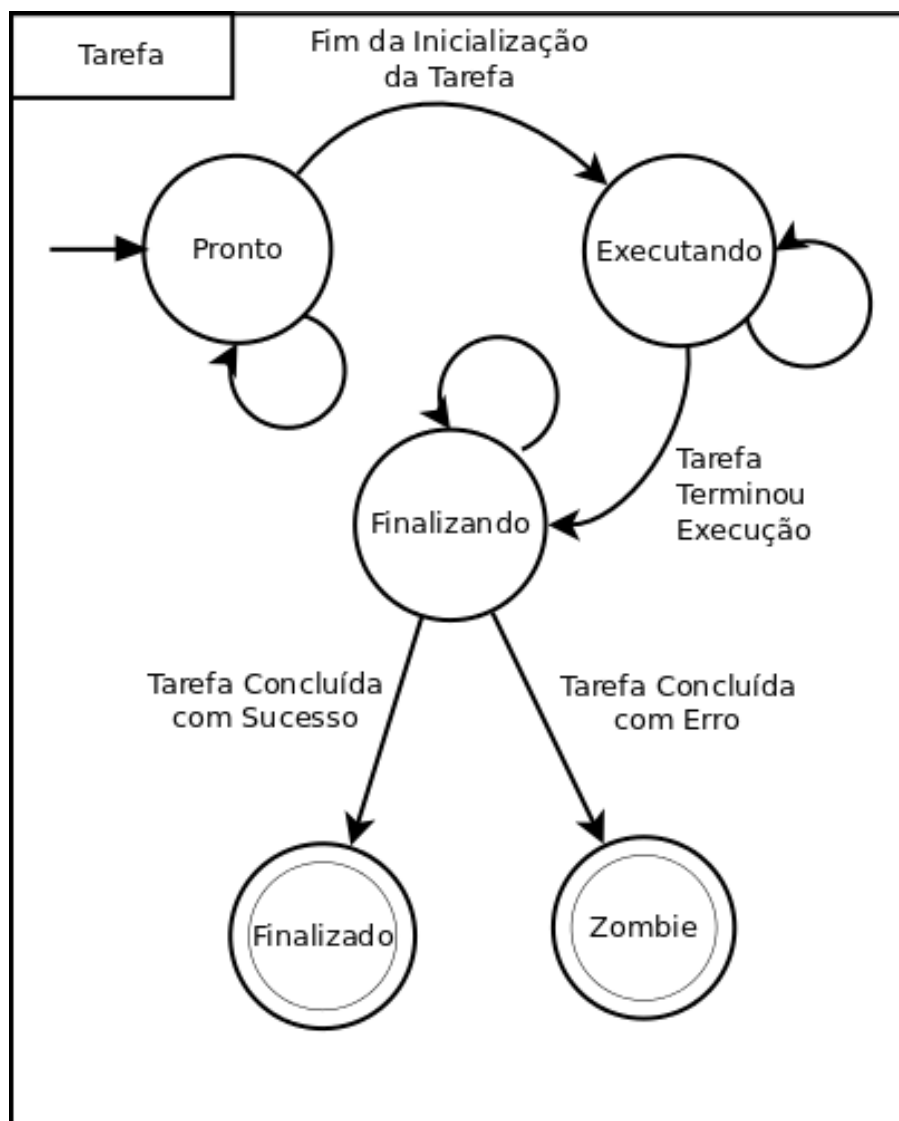 Tarefa
Fim da Inicialização
da Tarefa
Pronto
Executando
Tarefa
Terminou
Execução
Finalizando
Tarefa Concluída
com Sucesso
Tarefa Concluída
com Erro
Finalizado
Zombie